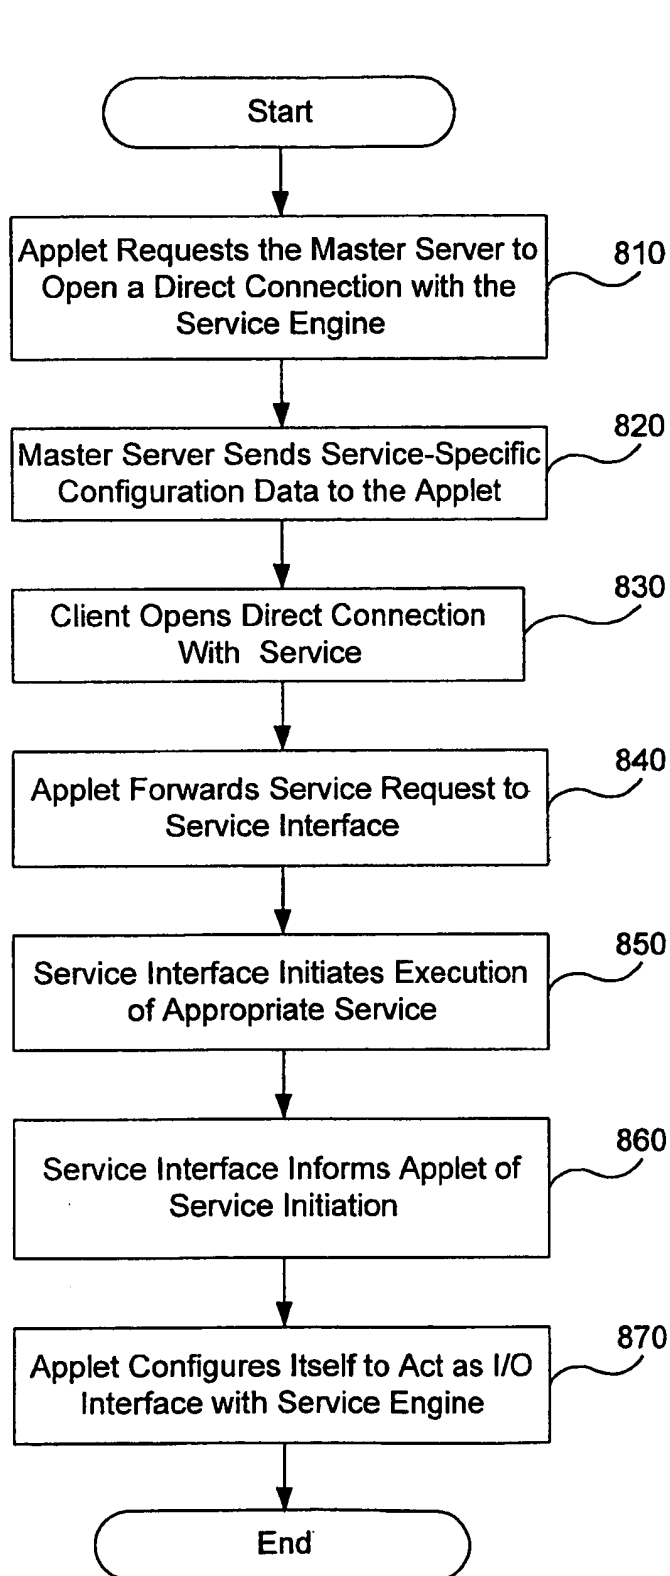 Start
Applet Requests the Master Server to
Open a Direct Connection with the
Service Engine
810
Master Server Sends Service-Specific
Configuration Data to the Applet
820
Client Opens Direct Connection
With Service
830
Applet Forwards Service Request to
Service Interface
840
Service Interface Initiates Execution
of Appropriate Service
850
Service Interface Informs Applet of
Service Initiation
860
Applet Configures Itself to Act as I/O
Interface with Service Engine
870
End